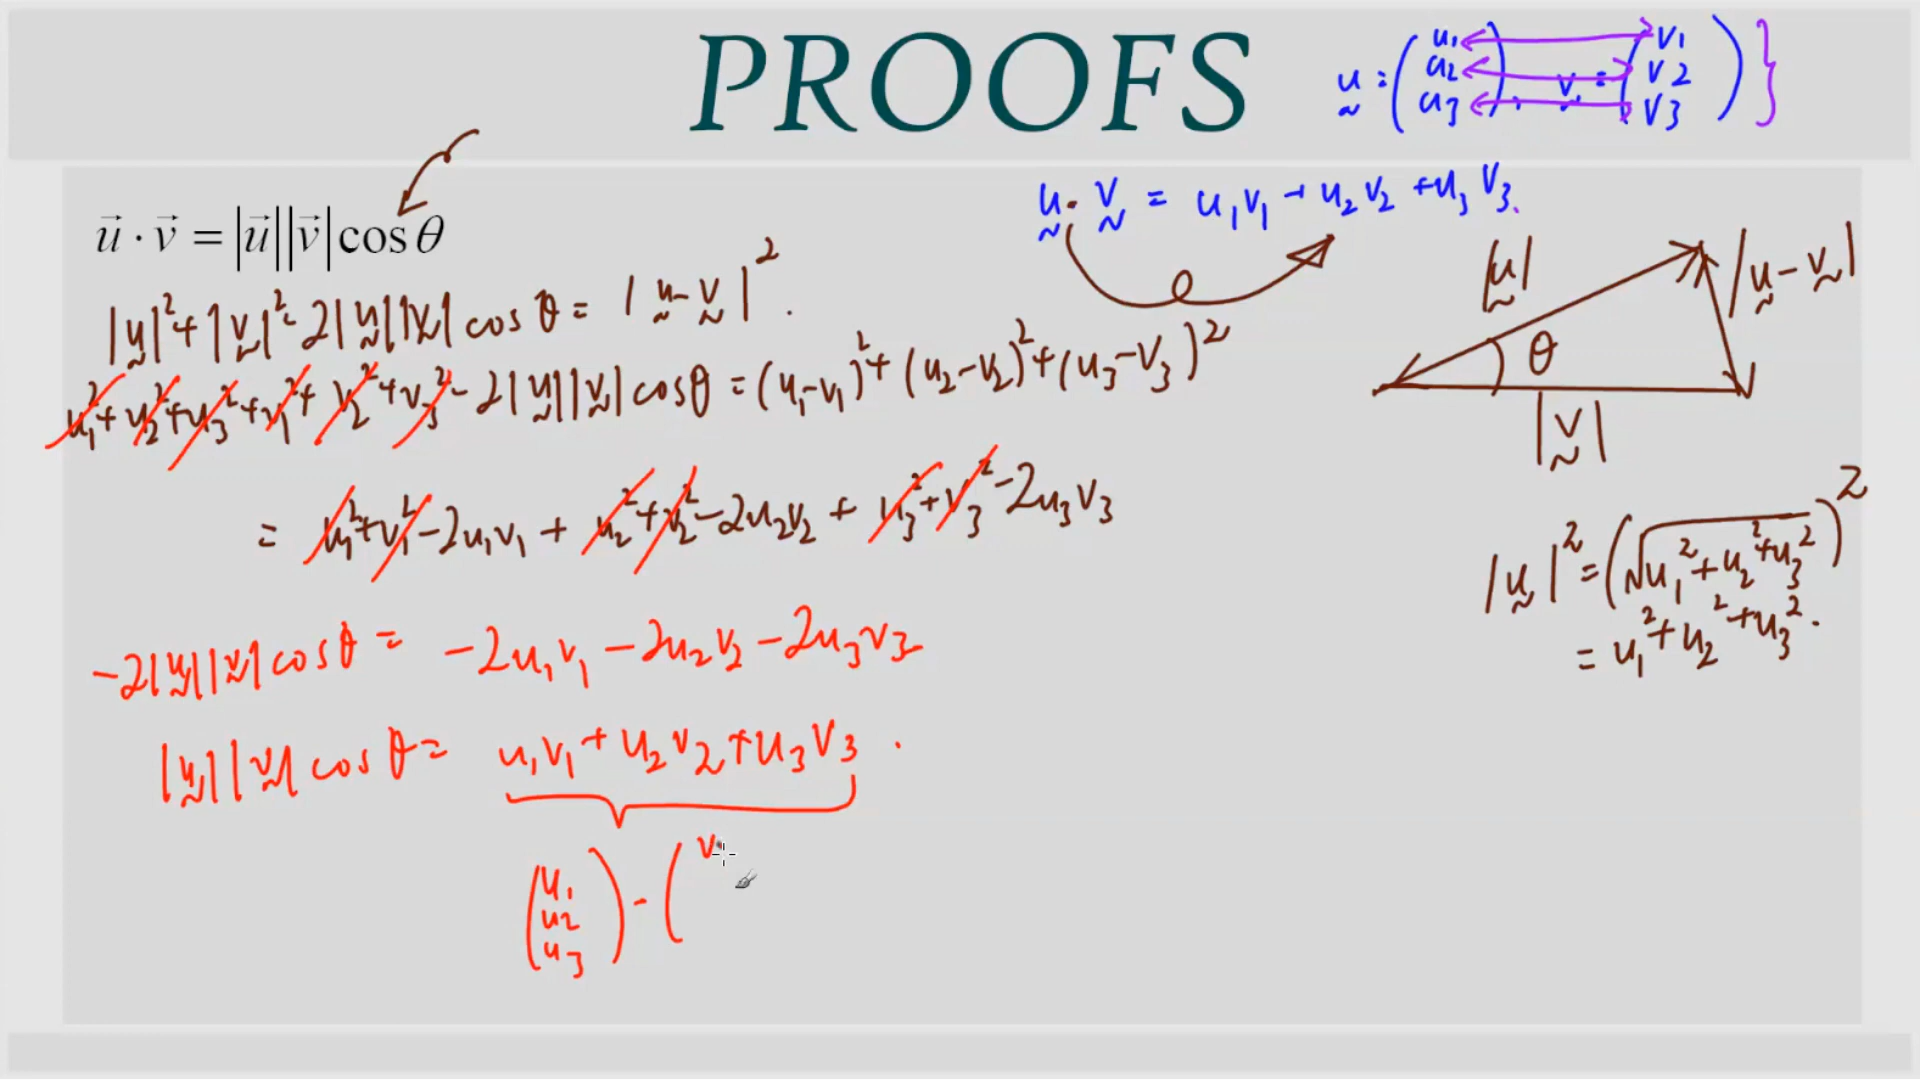 PROOFS
u = (u1 u2 u3), v = (v1 v2 v3) }
u · v = u₁v₁ + u₂v₂ + u₃v₃.
u⃗ · v⃗ = |u⃗||v⃗|cos θ
|u|² + |v|² - 2|u||v| cos θ = |u - v|².
u₁² + u₂² + u₃² + v₁² + v₂² + v₃² - 2|u||v| cos θ = (u₁ - v₁)² + (u₂ - v₂)² + (u₃ - v₃)²
= u₁² + v₁² - 2u₁v₁ + u₂² + v₂² - 2u₂v₂ + u₃² + v₃² - 2u₃v₃
-2|u||v| cos θ = -2u₁v₁ - 2u₂v₂ - 2u₃v₃
|u||v| cos θ = u₁v₁ + u₂v₂ + u₃v₃.
(u₁ u₂ u₃) · ( v
|u|
|u - v|
θ
|v|
|u|² = (√u₁² + u₂² + u₃²)²
= u₁² + u₂² + u₃².